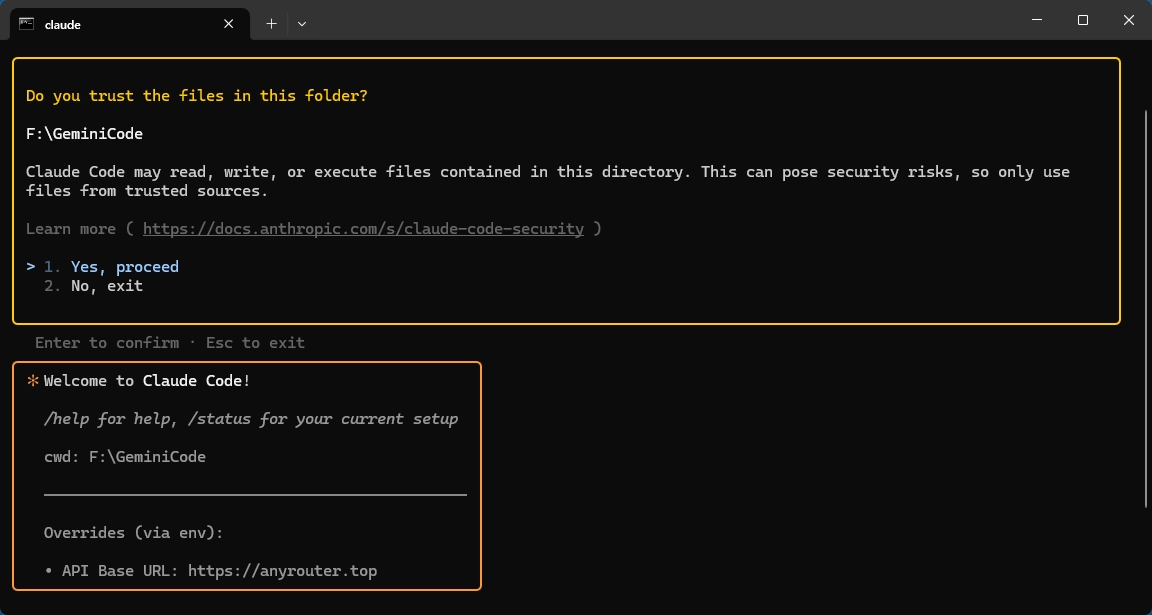 claude
Do you trust the files in this folder?
F:\GeminiCode
Claude Code may read, write, or execute files contained in this directory. This can pose security risks, so only use
files from trusted sources.
Learn more ( https://docs.anthropic.com/s/claude-code-security )
> 1. Yes, proceed
2. No, exit
Enter to confirm · Esc to exit
* Welcome to Claude Code!
/help for help, /status for your current setup
cwd: F:\GeminiCode
Overrides (via env):
• API Base URL: https://anyrouter.top